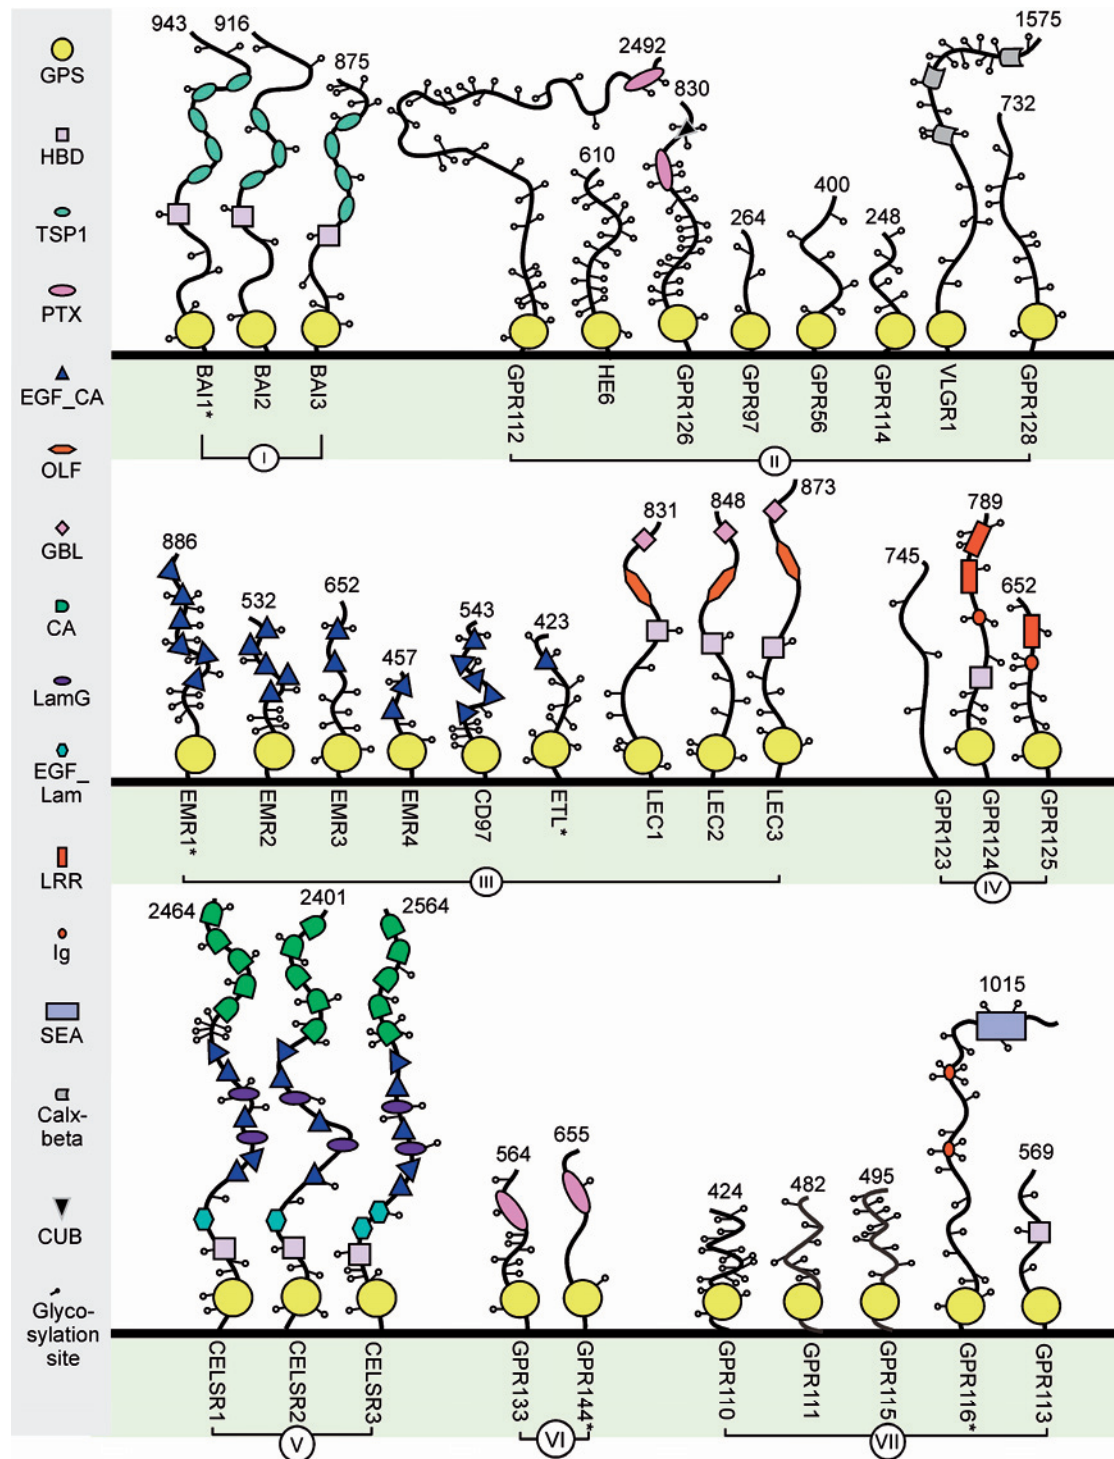 GPS
HBD
TSP1
PTX
EGF_CA
OLF
GBL
CA
LamG
EGF_
Lam
LRR
Ig
SEA
Calx-
beta
CUB
Glyco-
sylation
site
943 916 875 2492 830 610 264 400 248 732 1575
BAI1* BAI2 BAI3 GPR112 HE6 GPR126 GPR97 GPR56 GPR114 VLGR1 GPR128
I II
886 532 652 457 543 423 831 848 873 745 789 652
EMR1* EMR2 EMR3 EMR4 CD97 ETL* LEC1 LEC2 LEC3 GPR123 GPR124 GPR125
III IV
2464 2401 2564 564 655 424 482 495 1015 569
CELSR1 CELSR2 CELSR3 GPR133 GPR144* GPR110 GPR111 GPR115 GPR116* GPR113
V VI VII